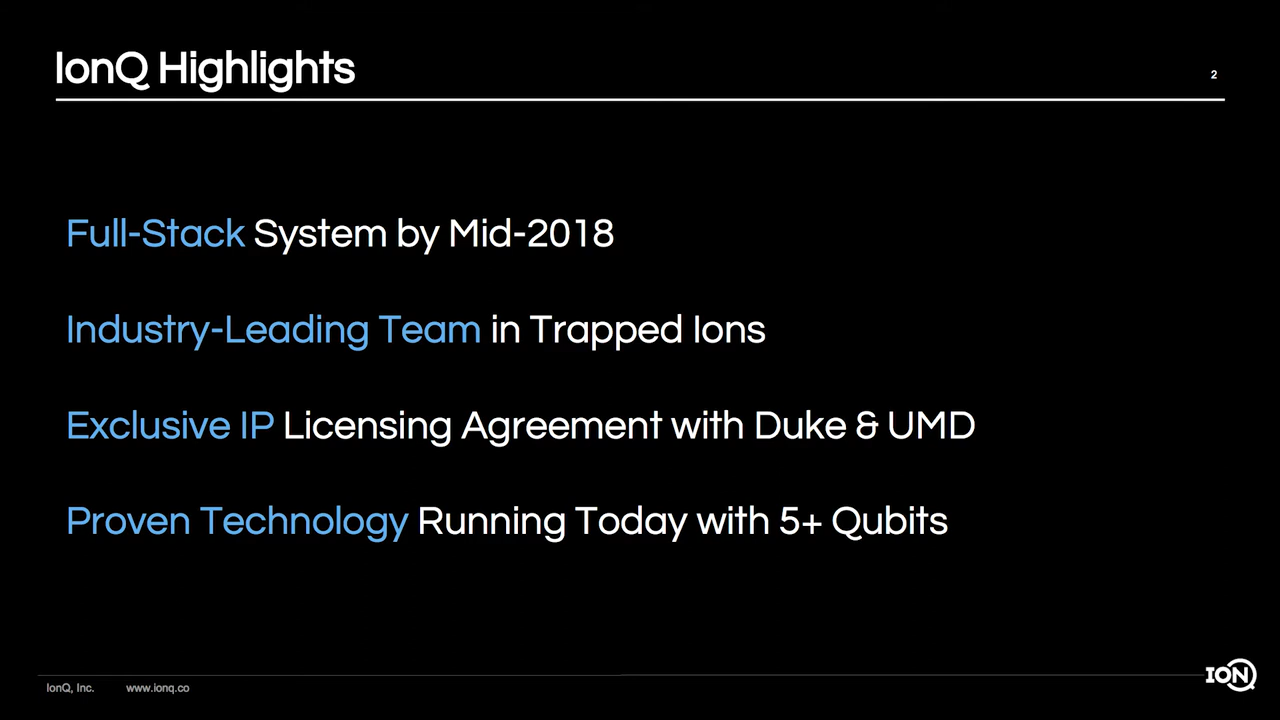 IonQ Highlights
2
Full-Stack System by Mid-2018
Industry-Leading Team in Trapped Ions
Exclusive IP Licensing Agreement with Duke & UMD
Proven Technology Running Today with 5+ Qubits
IonQ, Inc. www.ionq.co
IONQ